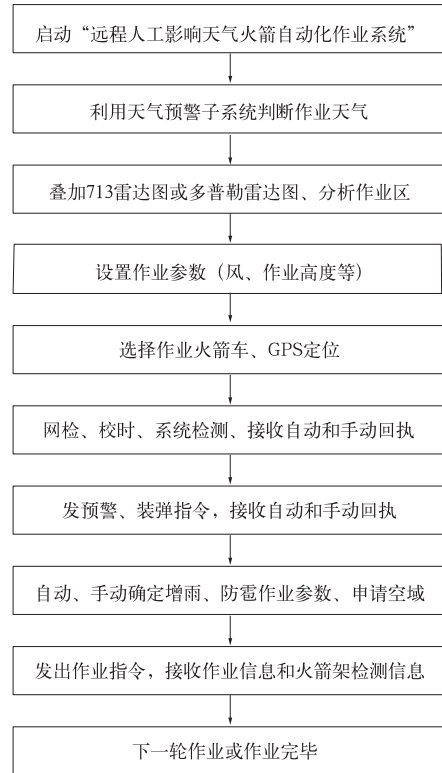 启动“远程人工影响天气火箭自动化作业系统”
利用天气预警子系统判断作业天气
叠加713雷达图或多普勒雷达图、分析作业区
设置作业参数（风、作业高度等）
选择作业火箭车、GPS定位
网检、校时、系统检测、接收自动和手动回执
发预警、装弹指令，接收自动和手动回执
自动、手动确定增雨、防雹作业参数、申请空域
发出作业指令，接收作业信息和火箭架检测信息
下一轮作业或作业完毕